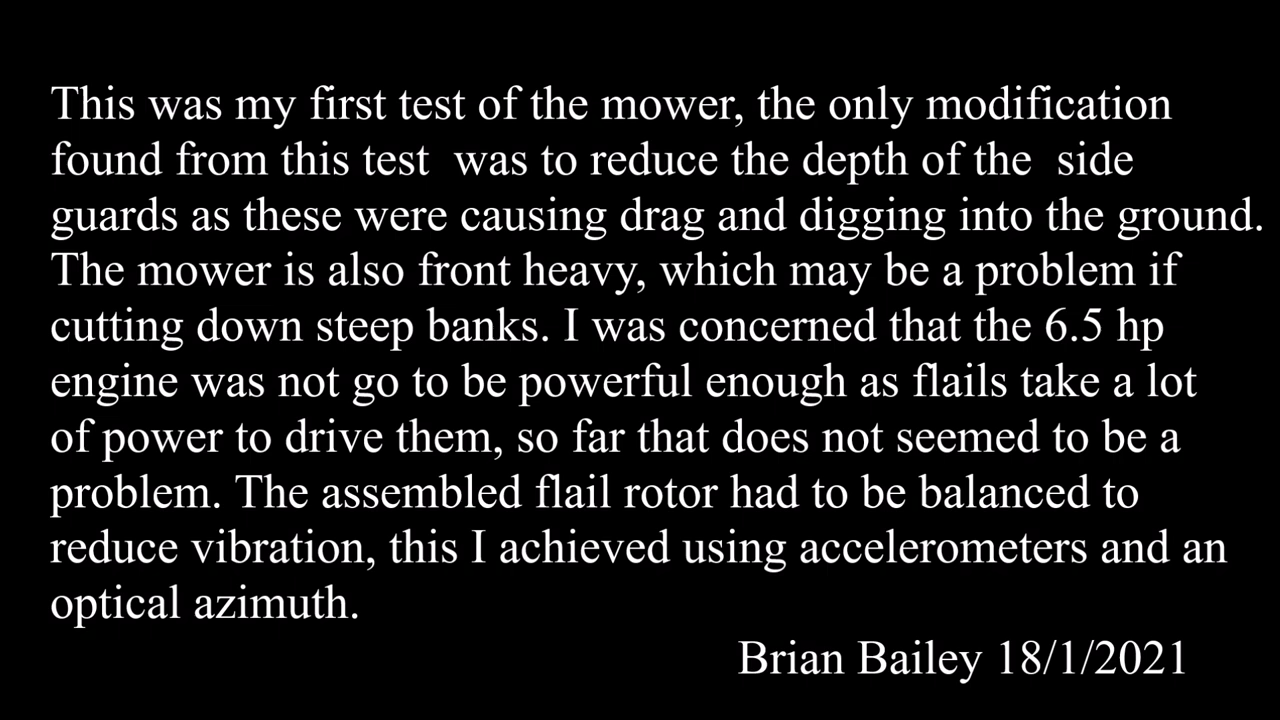 This was my first test of the mower, the only modification
found from this test  was to reduce the depth of the  side
guards as these were causing drag and digging into the ground.
The mower is also front heavy, which may be a problem if
cutting down steep banks. I was concerned that the 6.5 hp
engine was not go to be powerful enough as flails take a lot
of power to drive them, so far that does not seemed to be a
problem. The assembled flail rotor had to be balanced to
reduce vibration, this I achieved using accelerometers and an
optical azimuth.
Brian Bailey 18/1/2021